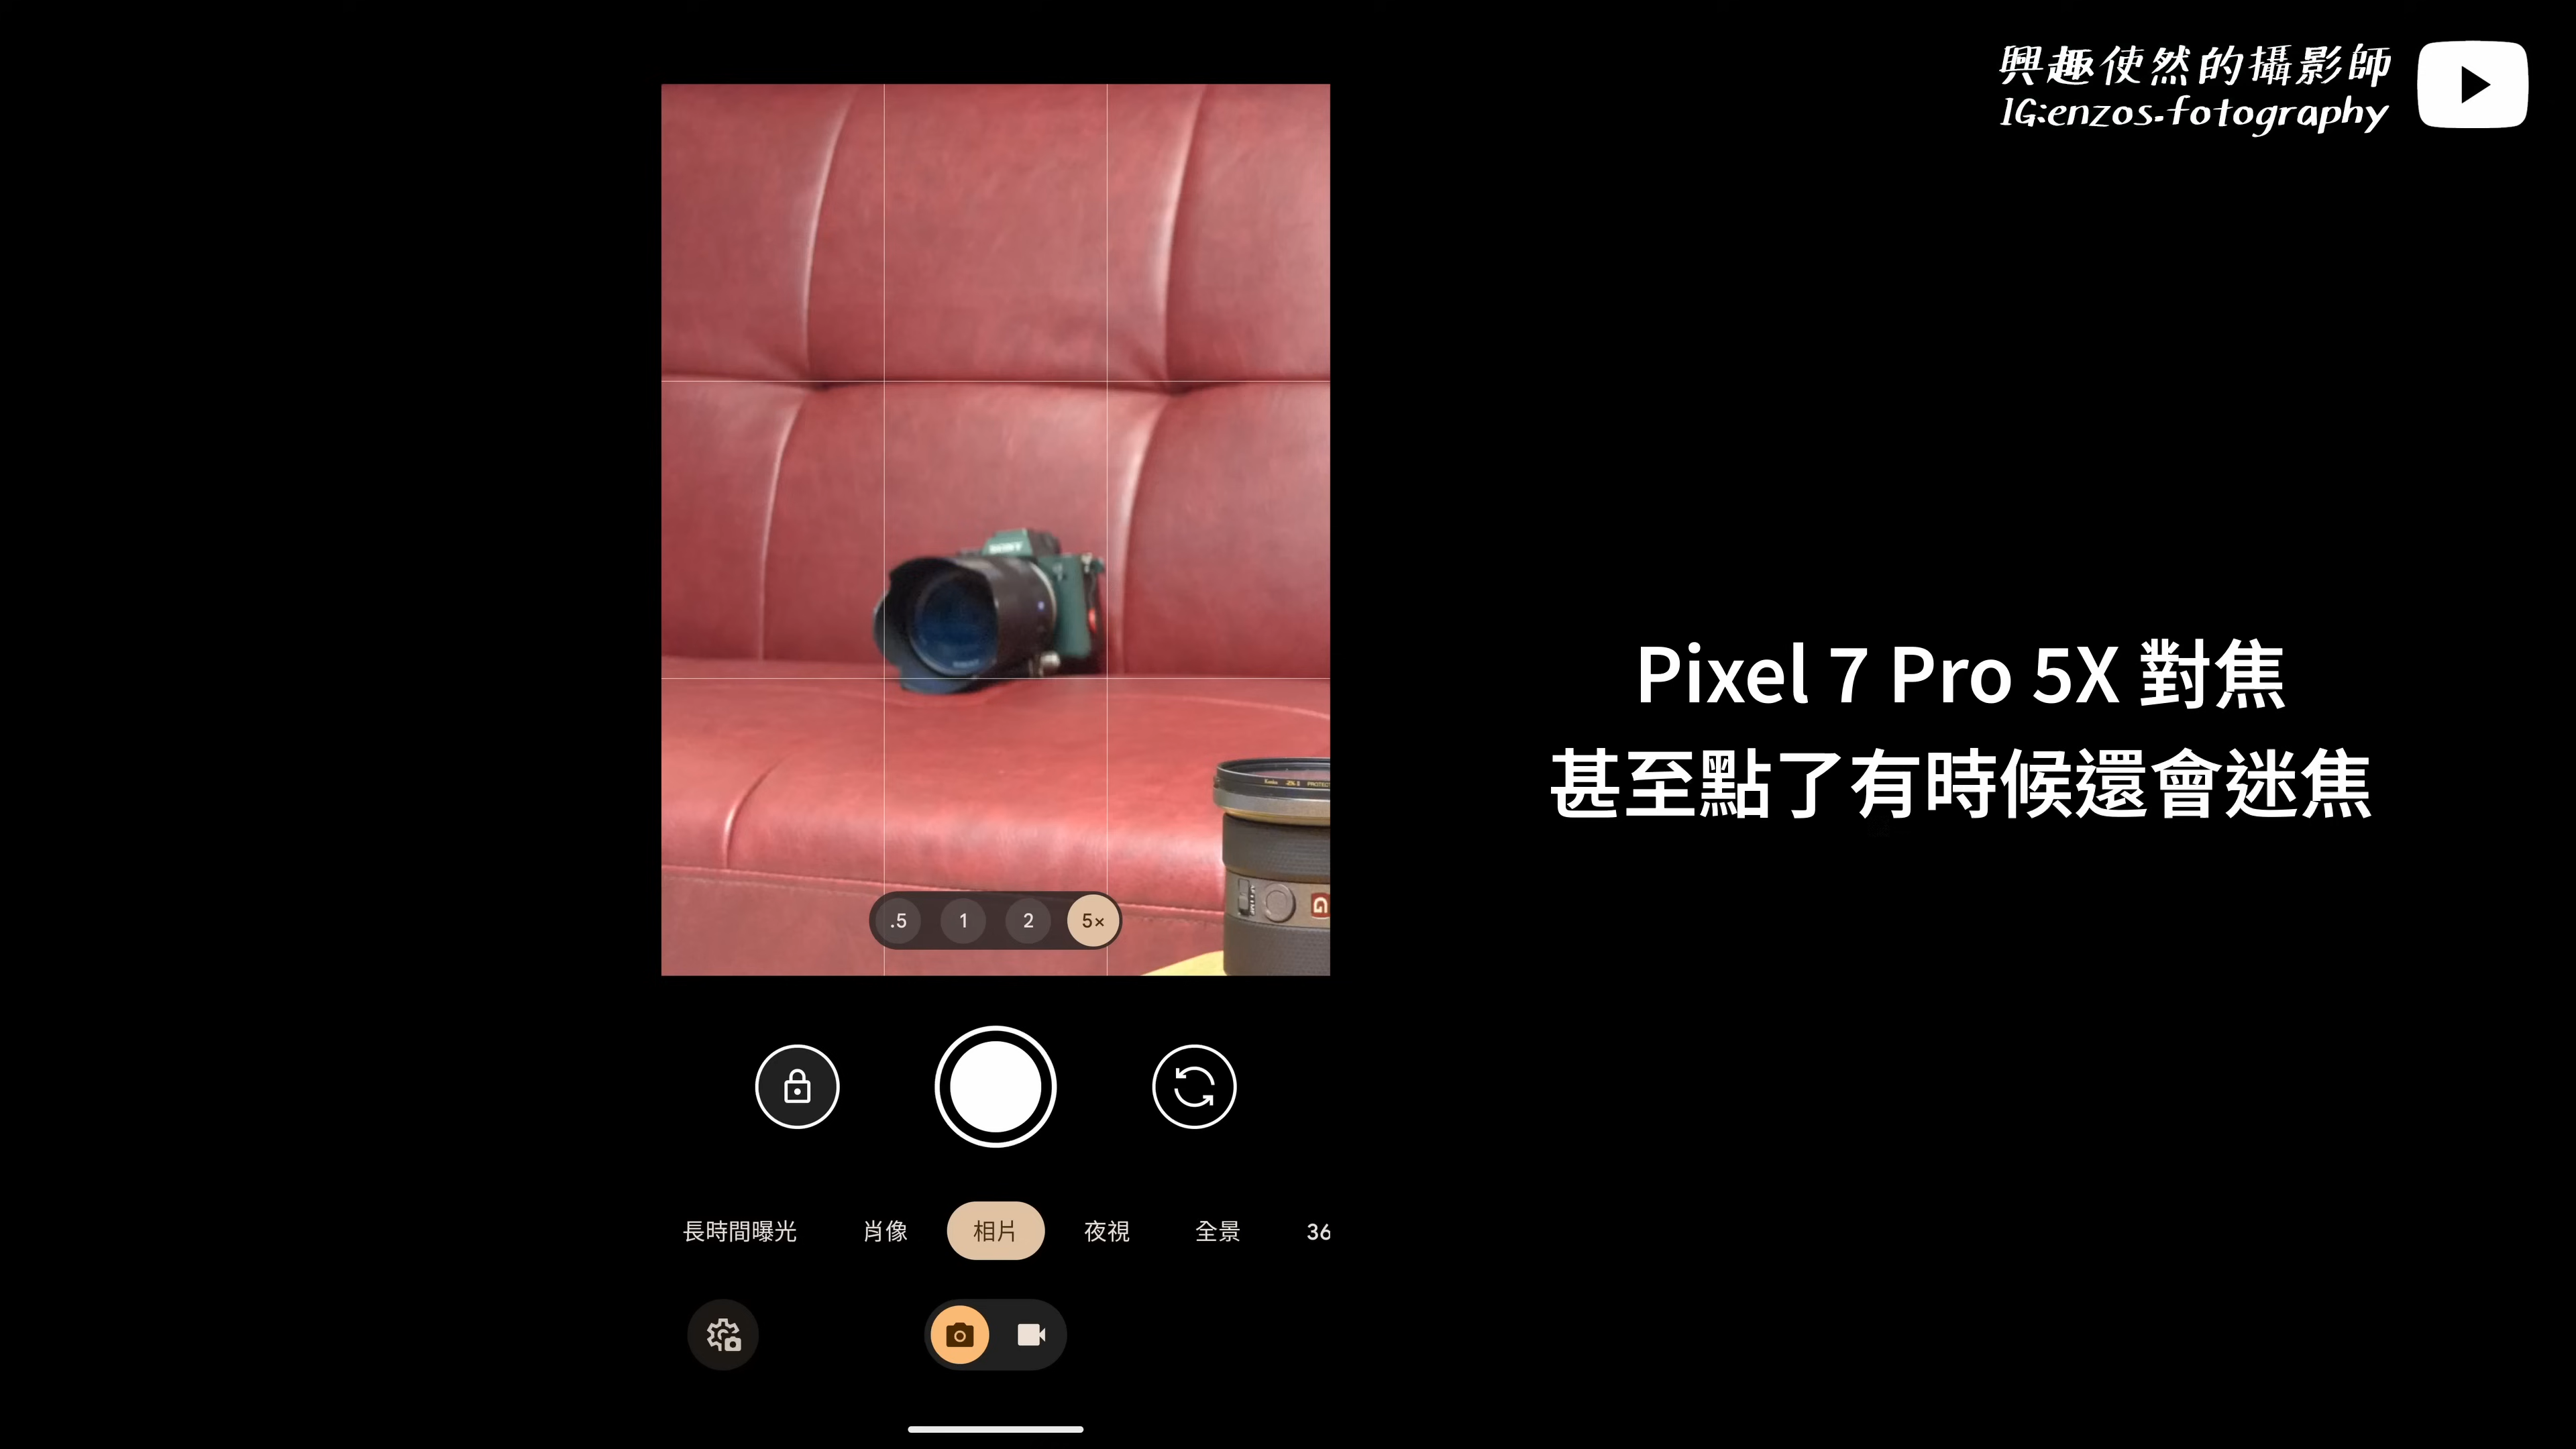 興趣使然的攝影師
IG:enzos.fotography
SONY
Pixel 7 Pro 5X 對焦
甚至點了有時候還會迷焦
G
.5 1 2 5×
長時間曝光 肖像 相片 夜視 全景 36